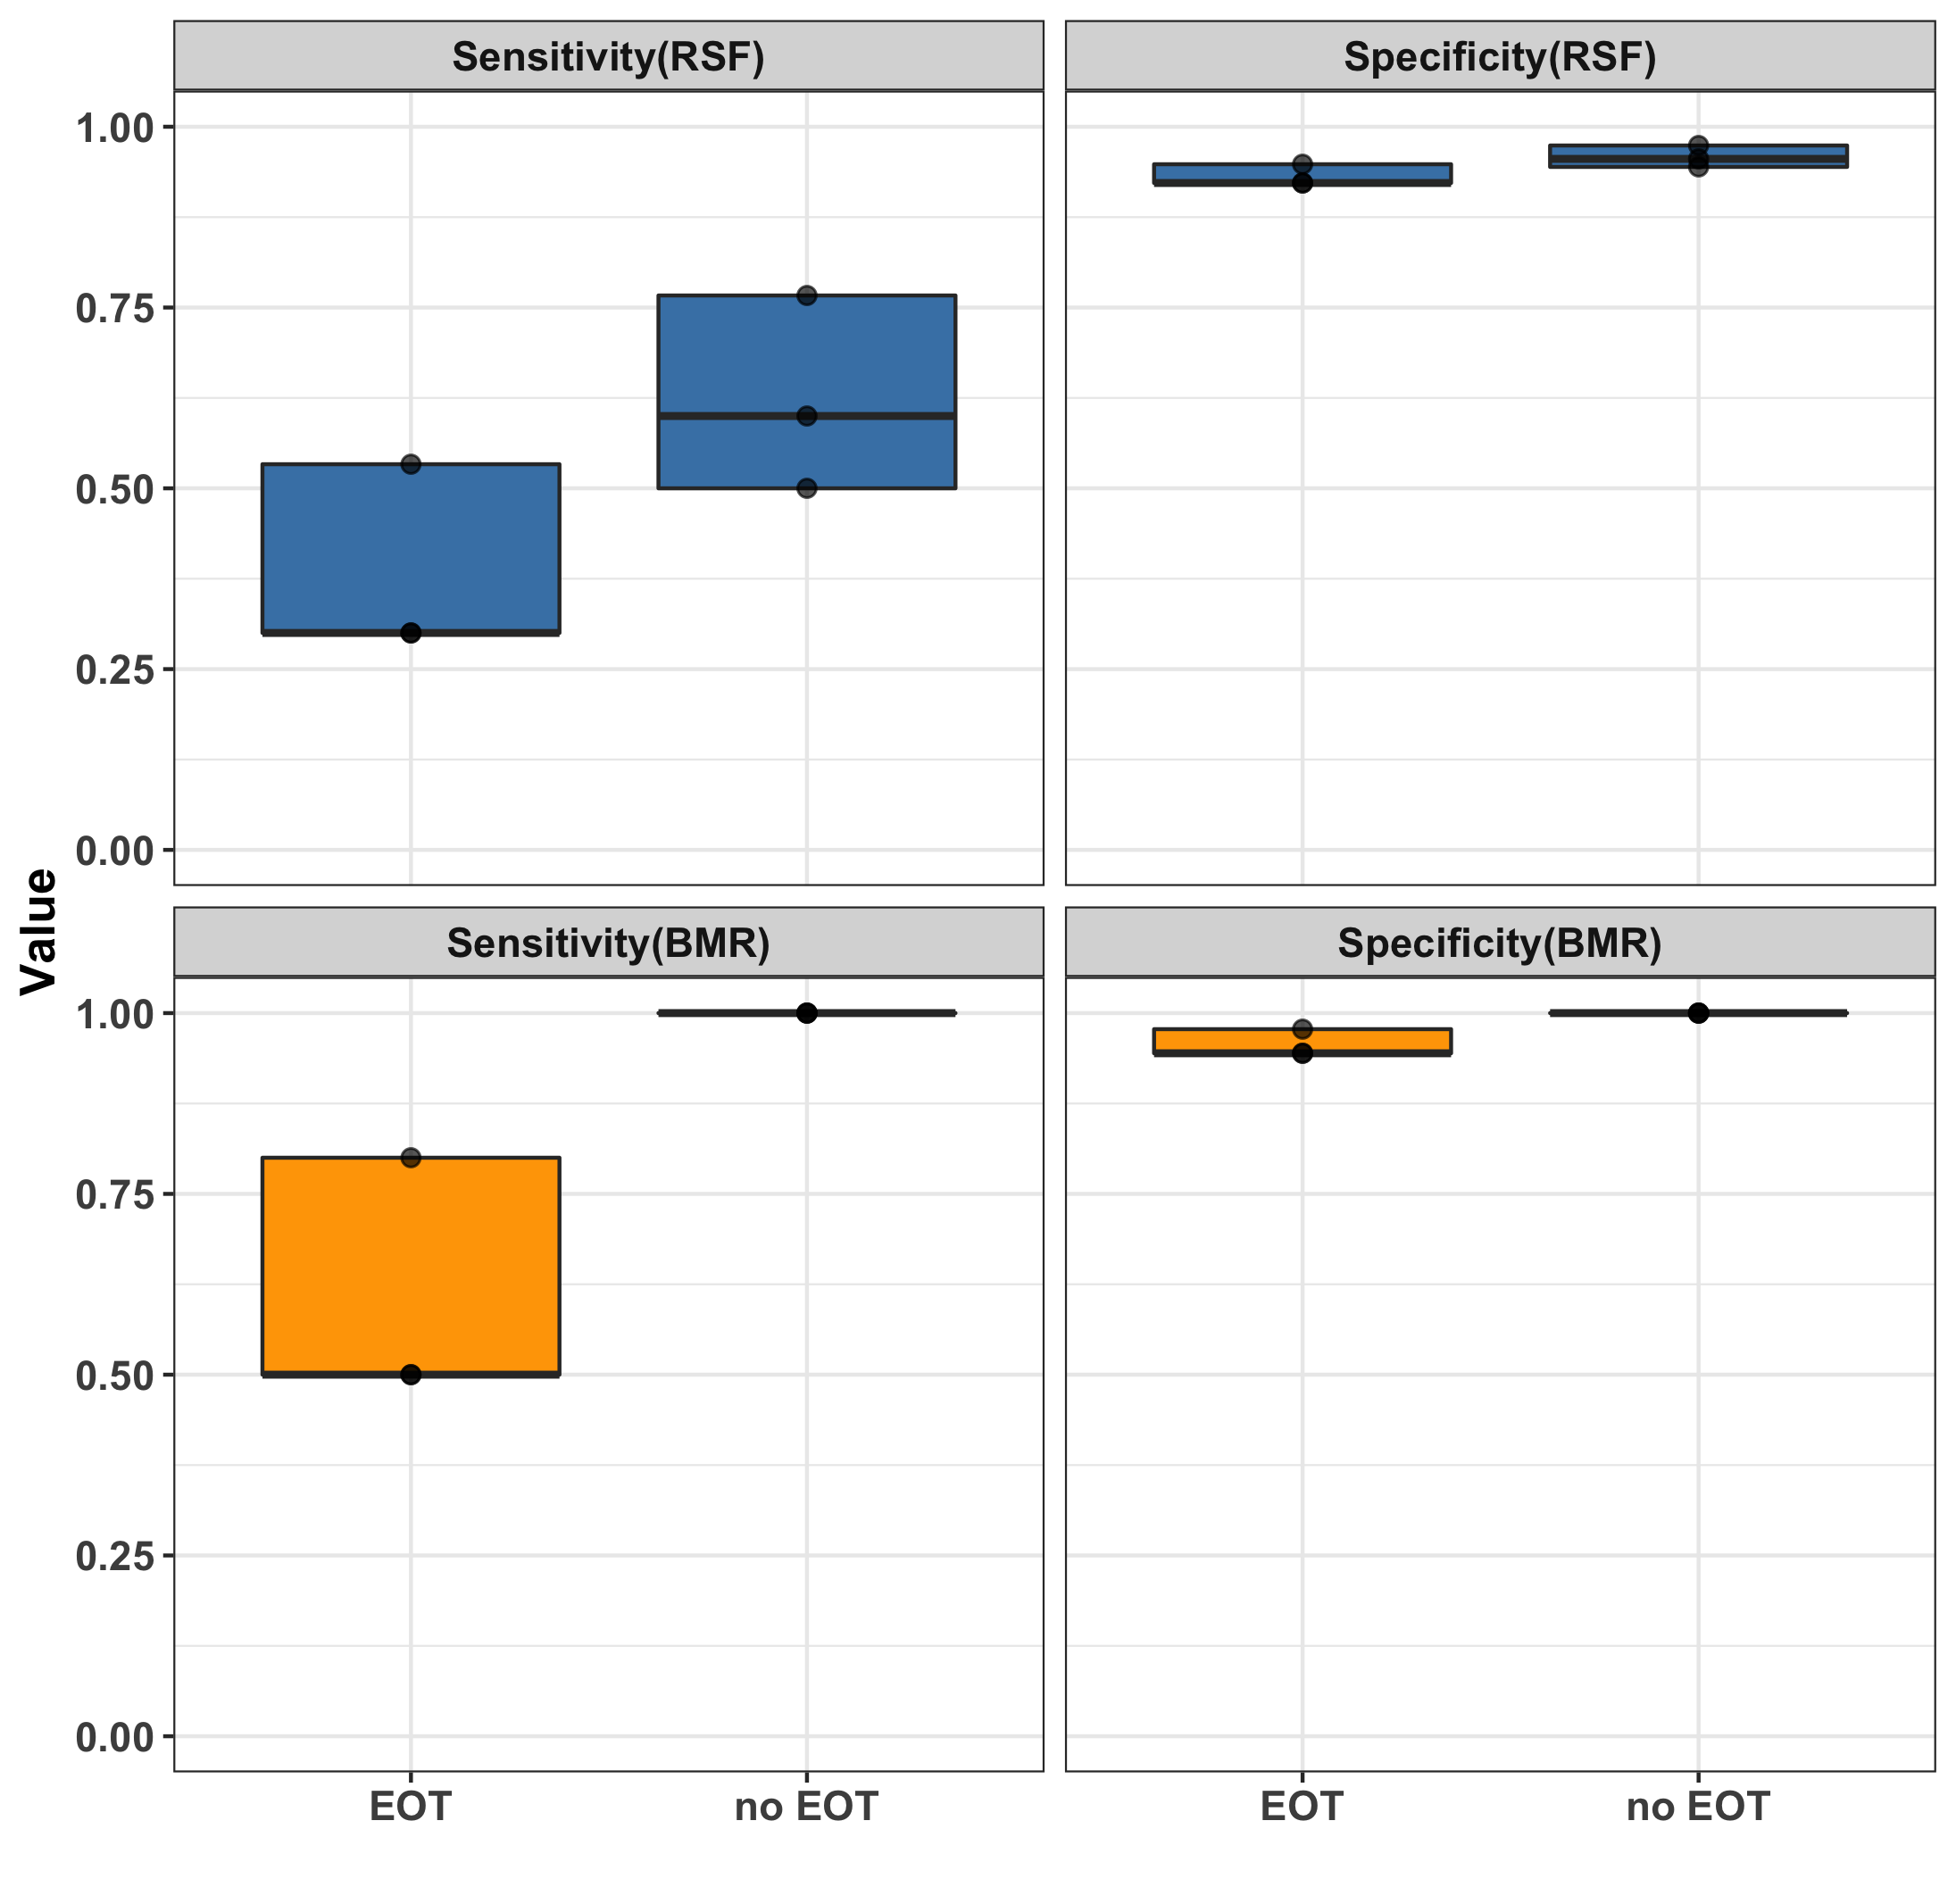 Sensitivity(RSF)
Specificity(RSF)
1.00
0.75
0.50
0.25
0.00
Value
Sensitivity(BMR)
Specificity(BMR)
1.00
0.75
0.50
0.25
0.00
EOT
no EOT
EOT
no EOT